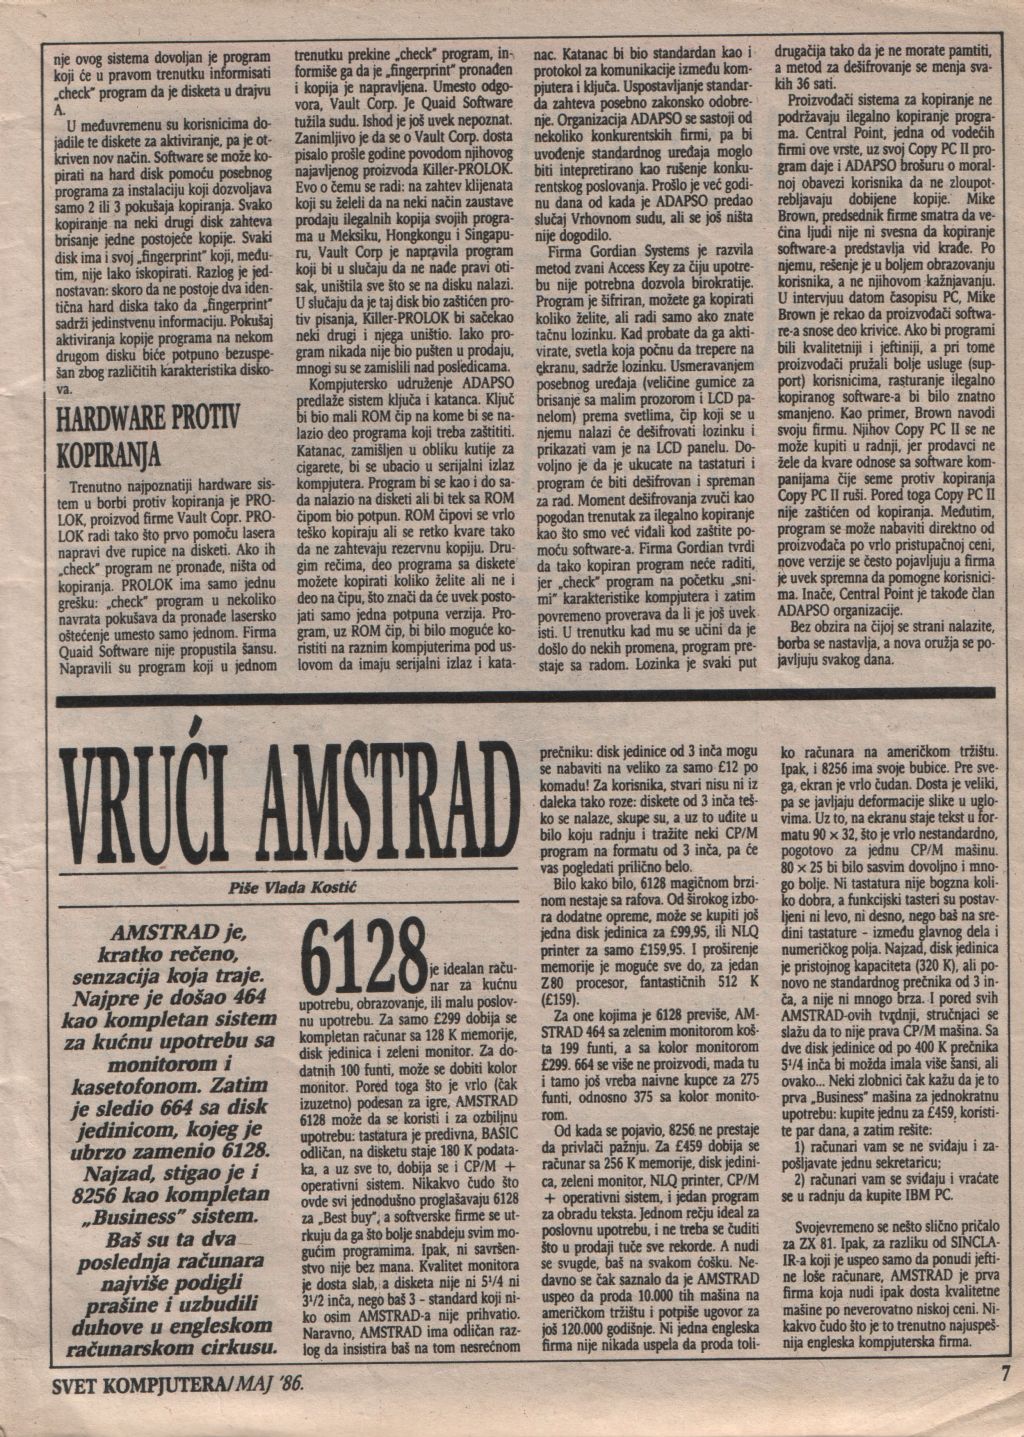 nje ovog sistema dovoljan je program
koji će u pravom trenutku informisati
„check" program da je disketa u drajvu
A.
U međuvremenu su korisnicima do-
jadile te diskete za aktiviranje, pa je ot-
kriven nov način. Software se može ko-
pirati na hard disk pomoću posebnog
programa za instalaciju koji dozvoljava
samo 2 ili 3 pokušaja kopiranja. Svako
kopiranje na neki drugi disk zahteva
brisanje jedne postojeće kopije. Svaki
disk ima i svoj „fingerprint" koji, među-
tim, nije lako iskopirati. Razlog je jed-
nostavan: skoro da ne postoje dva iden-
tična hard diska tako da „fingerprint"
sadrži jedinstvenu informaciju. Pokušaj
aktiviranja kopije programa na nekom
drugom disku biće potpuno bezuspe-
šan zbog različitih karakteristika disko-
va.
HARDWARE PROTIV
KOPIRANJA
Trenutno najpoznatiji hardware sis-
tem u borbi protiv kopiranja je PRO-
LOK, proizvod firme Vault Copr. PRO-
LOK radi tako što prvo pomoću lasera
napravi dve rupice na disketi. Ako ih
„check" program ne pronađe, ništa od
kopiranja. PROLOK ima samo jednu
grešku: „check" program u nekoliko
navrata pokušava da pronađe lasersko
oštećenje umesto samo jednom. Firma
Quaid Software nije propustila šansu.
Napravili su program koji u jednom
trenutku prekine „check" program, in-
formiše ga da je „fingerprint" pronađen
i kopija je napravljena. Umesto odgo-
vora, Vault Corp. Je Quaid Software
tužila sudu. Ishod je još uvek nepoznat.
Zanimljivo je da se o Vault Corp. dosta
pisalo prošle godine povodom njihovog
najavljenog proizvoda Killer-PROLOK.
Evo o čemu se radi: na zahtev klijenata
koji su želeli da na neki način zaustave
prodaju ilegalnih kopija svojih progra-
ma u Meksiku, Hongkongu i Singapu-
ru, Vault Corp je napravila program
koji bi u slučaju da ne nađe pravi oti-
sak, uništila sve što se na disku nalazi.
U slučaju da je taj disk bio zaštićen pro-
tiv pisanja, Killer-PROLOK bi sačekao
neki drugi i njega uništio. Iako pro-
gram nikada nije bio pušten u prodaju,
mnogi su se zamislili nad posledicama.
Kompjutersko udruženje ADAPSO
predlaže sistem ključa i katanca. Ključ
bi bio mali ROM čip na kome bi se na-
lazio deo programa koji treba zaštititi.
Katanac, zamišljen u obliku kutije za
cigarete, bi se ubacio u serijalni izlaz
kompjutera. Program bi se kao i do sa-
da nalazio na disketi ali bi tek sa ROM
čipom bio potpun. ROM čipovi se vrlo
teško kopiraju ali se retko kvare tako
da ne zahtevaju rezervnu kopiju. Dru-
gim rečima, deo programa sa diskete
možete kopirati koliko želite ali ne i
deo na čipu, što znači da će uvek posto-
jati samo jedna potpuna verzija. Pro-
gram, uz ROM čip, bi bilo moguće ko-
ristiti na raznim kompjuterima pod us-
lovom da imaju serijalni izlaz i kata-
nac. Katanac bi bio standardan kao i
protokol za komunikacije između kom-
pjutera i ključa. Uspostavljanje standar-
da zahteva posebno zakonsko odobre-
nje. Organizacija ADAPSO se sastoji od
nekoliko konkurentskih firmi, pa bi
uvođenje standardnog uređaja moglo
biti intepretirano kao rušenje konku-
rentskog poslovanja. Prošlo je već godi-
nu dana od kada je ADAPSO predao
slučaj Vrhovnom sudu, ali se još ništa
nije dogodilo.
Firma Gordian Systems je razvila
metod zvani Access Key za čiju upotre-
bu nije potrebna dozvola birokratije.
Program je šifriran, možete ga kopirati
koliko želite, ali radi samo ako znate
tačnu lozinku. Kad probate da ga akti-
virate, svetla koja počnu da trepere na
ekranu, sadrže lozinku. Usmeravanjem
posebnog uređaja (veličine gumice za
brisanje sa malim prozorom i LCD pa-
nelom) prema svetlima, čip koji se u
njemu nalazi će dešifrovati lozinku i
prikazati vam je na LCD panelu. Do-
voljno je da je ukucate na tastaturi i
program će biti dešifrovan i spreman
za rad. Moment dešifrovanja zvuči kao
pogodan trenutak za ilegalno kopiranje
kao što smo već viđali kod zaštite po-
moću software-a. Firma Gordian tvrdi
da tako kopiran program neće raditi,
jer „check" program na početku „sni-
mi" karakteristike kompjutera i zatim
povremeno proverava da li je još uvek
isti. U trenutku kad mu se učini da je
došlo do nekih promena, program pre-
staje sa radom. Lozinka je svaki put
drugačija tako da je ne morate pamtiti,
a metod za dešifrovanje se menja sva-
kih 36 sati.
Proizvođači sistema za kopiranje ne
podržavaju ilegalno kopiranje progra-
ma. Central Point, jedna od vodećih
firmi ove vrste, uz svoj Copy PC II pro-
gram daje i ADAPSO brošuru o moral-
noj obavezi korisnika da ne zloupot-
rebljavaju dobijene kopije. Mike
Brown, predsednik firme smatra da ve-
ćina ljudi nije ni svesna da kopiranje
software-a predstavlja vid krađe. Po
njemu, rešenje je u boljem obrazovanju
korisnika, a ne njihovom kažnjavanju.
U intervjuu datom časopisu PC, Mike
Brown je rekao da proizvođači softwa-
re-a snose deo krivice. Ako bi programi
bili kvalitetniji i jeftiniji, a pri tome
proizvođači pružali bolje usluge (sup-
port) korisnicima, rasturanje ilegalno
kopiranog software-a bi bilo znatno
smanjeno. Kao primer, Brown navodi
svoju firmu. Njihov Copy PC II se ne
može kupiti u radnji, jer prodavci ne
žele da kvare odnose sa software kom-
panijama čije seme protiv kopiranja
Copy PC II ruši. Pored toga Copy PC II
nije zaštićen od kopiranja. Međutim,
program se može nabaviti direktno od
proizvođača po vrlo pristupačnoj ceni,
nove verzije se često pojavljuju a firma
je uvek spremna da pomogne korisnici-
ma. Inače, Central Point je takođe član
ADAPSO organizacije.
Bez obzira na čijoj se strani nalazite,
borba se nastavlja, a nova oružja se po-
javljuju svakog dana.
VRUĆI AMSTRAD
Piše Vlada Kostić
AMSTRAD je,
kratko rečeno,
senzacija koja traje.
Najpre je došao 464
kao kompletan sistem
za kućnu upotrebu sa
monitorom i
kasetofonom. Zatim
je sledio 664 sa disk
jedinicom, kojeg je
ubrzo zamenio 6128.
Najzad, stigao je i
8256 kao kompletan
„Business" sistem.
Baš su ta dva
poslednja računara
najviše podigli
prašine i uzbudili
duhove u engleskom
računarskom cirkusu.
6128 je idealan raču-
nar za kućnu
upotrebu, obrazovanje, ili malu poslov-
nu upotrebu. Za samo £299 dobija se
kompletan računar sa 128 K memorije,
disk jedinica i zeleni monitor. Za do-
datnih 100 funti, može se dobiti kolor
monitor. Pored toga što je vrlo (čak
izuzetno) podesan za igre, AMSTRAD
6128 može da se koristi i za ozbiljnu
upotrebu: tastatura je predivna, BASIC
odličan, na disketu staje 180 K podata-
ka, a uz sve to, dobija se i CP/M +
operativni sistem. Nikakvo čudo što
ovde svi jednodušno proglašavaju 6128
za „Best buy", a softverske firme se ut-
rkuju da ga što bolje snabdeju svim mo-
gućim programima. Ipak, ni savršen-
stvo nije bez mana. Kvalitet monitora
je dosta slab, a disketa nije ni 5¹/4 ni
3¹/2 inča, nego baš 3 – standard koji ni-
ko osim AMSTRAD-a nije prihvatio.
Naravno, AMSTRAD ima odličan raz-
log da insistira baš na tom nesrećnom
prečniku: disk jedinice od 3 inča mogu
se nabaviti na veliko za samo £12 po
komadu! Za korisnika, stvari nisu ni iz
daleka tako roze: diskete od 3 inča teš-
ko se nalaze, skupe su, a uz to uđite u
bilo koju radnju i tražite neki CP/M
program na formatu od 3 inča, pa će
vas pogledati prilično belo.
Bilo kako bilo, 6128 magičnom brzi-
nom nestaje sa rafova. Od širokog izbo-
ra dodatne opreme, može se kupiti još
jedna disk jedinica za £99,95, ili NLQ
printer za samo £159,95. I proširenje
memorije je moguće sve do, za jedan
Z80 procesor, fantastičnih 512 K
(£159).
Za one kojima je 6128 previše, AM-
STRAD 464 sa zelenim monitorom koš-
ta 199 funti, a sa kolor monitorom
£299. 664 se više ne proizvodi, mada tu
i tamo još vreba naivne kupce za 275
funti, odnosno 375 sa kolor monito-
rom.
Od kada se pojavio, 8256 ne prestaje
da privlači pažnju. Za £459 dobija se
računar sa 256 K memorije, disk jedini-
ca, zeleni monitor, NLQ printer, CP/M
+ operativni sistem, i jedan program
za obradu teksta. Jednom rečju ideal za
poslovnu upotrebu, i ne treba se čuditi
što u prodaji tuče sve rekorde. A nudi
se svugde, baš na svakom ćošku. Ne-
davno se čak saznalo da je AMSTRAD
uspeo da proda 10.000 tih mašina na
američkom tržištu i potpiše ugovor za
još 120.000 godišnje. Ni jedna engleska
firma nije nikada uspela da proda toli-
ko računara na američkom tržištu.
Ipak, i 8256 ima svoje bubice. Pre sve-
ga, ekran je vrlo čudan. Dosta je veliki,
pa se javljaju deformacije slike u uglo-
vima. Uz to, na ekranu staje tekst u for-
matu 90 × 32, što je vrlo nestandardno,
pogotovo za jednu CP/M mašinu.
80 × 25 bi bilo sasvim dovoljno i mno-
go bolje. Ni tastatura nije bogzna koli-
ko dobra, a funkcijski tasteri su postav-
ljeni ni levo, ni desno, nego baš na sre-
dini tastature – između glavnog dela i
numeričkog polja. Najzad, disk jedinica
je pristojnog kapaciteta (320 K), ali po-
novo ne standardnog prečnika od 3 in-
ča, a nije ni mnogo brza. I pored svih
AMSTRAD-ovih tvrdnji, stručnjaci se
slažu da to nije prava CP/M mašina. Sa
dve disk jedinice od po 400 K prečnika
5¹/4 inča bi možda imala više šansi, ali
ovako... Neki zlobnici čak kažu da je to
prva „Business" mašina za jednokratnu
upotrebu: kupite jednu za £459, koristi-
te par dana, a zatim rešite:
1) računari vam se ne sviđaju i za-
pošljavate jednu sekretaricu;
2) računari vam se sviđaju i vraćate
se u radnju da kupite IBM PC.
Svojevremeno se nešto slično pričalo
za ZX 81. Ipak, za razliku od SINCLA-
IR-a koji je uspeo samo da ponudi jefti-
ne loše računare, AMSTRAD je prva
firma koja nudi ipak dosta kvalitetne
mašine po neverovatno niskoj ceni. Ni-
kakvo čudo što je to trenutno najuspeš-
nija engleska kompjuterska firma.
SVET KOMPJUTERA/MAJ '86.
7